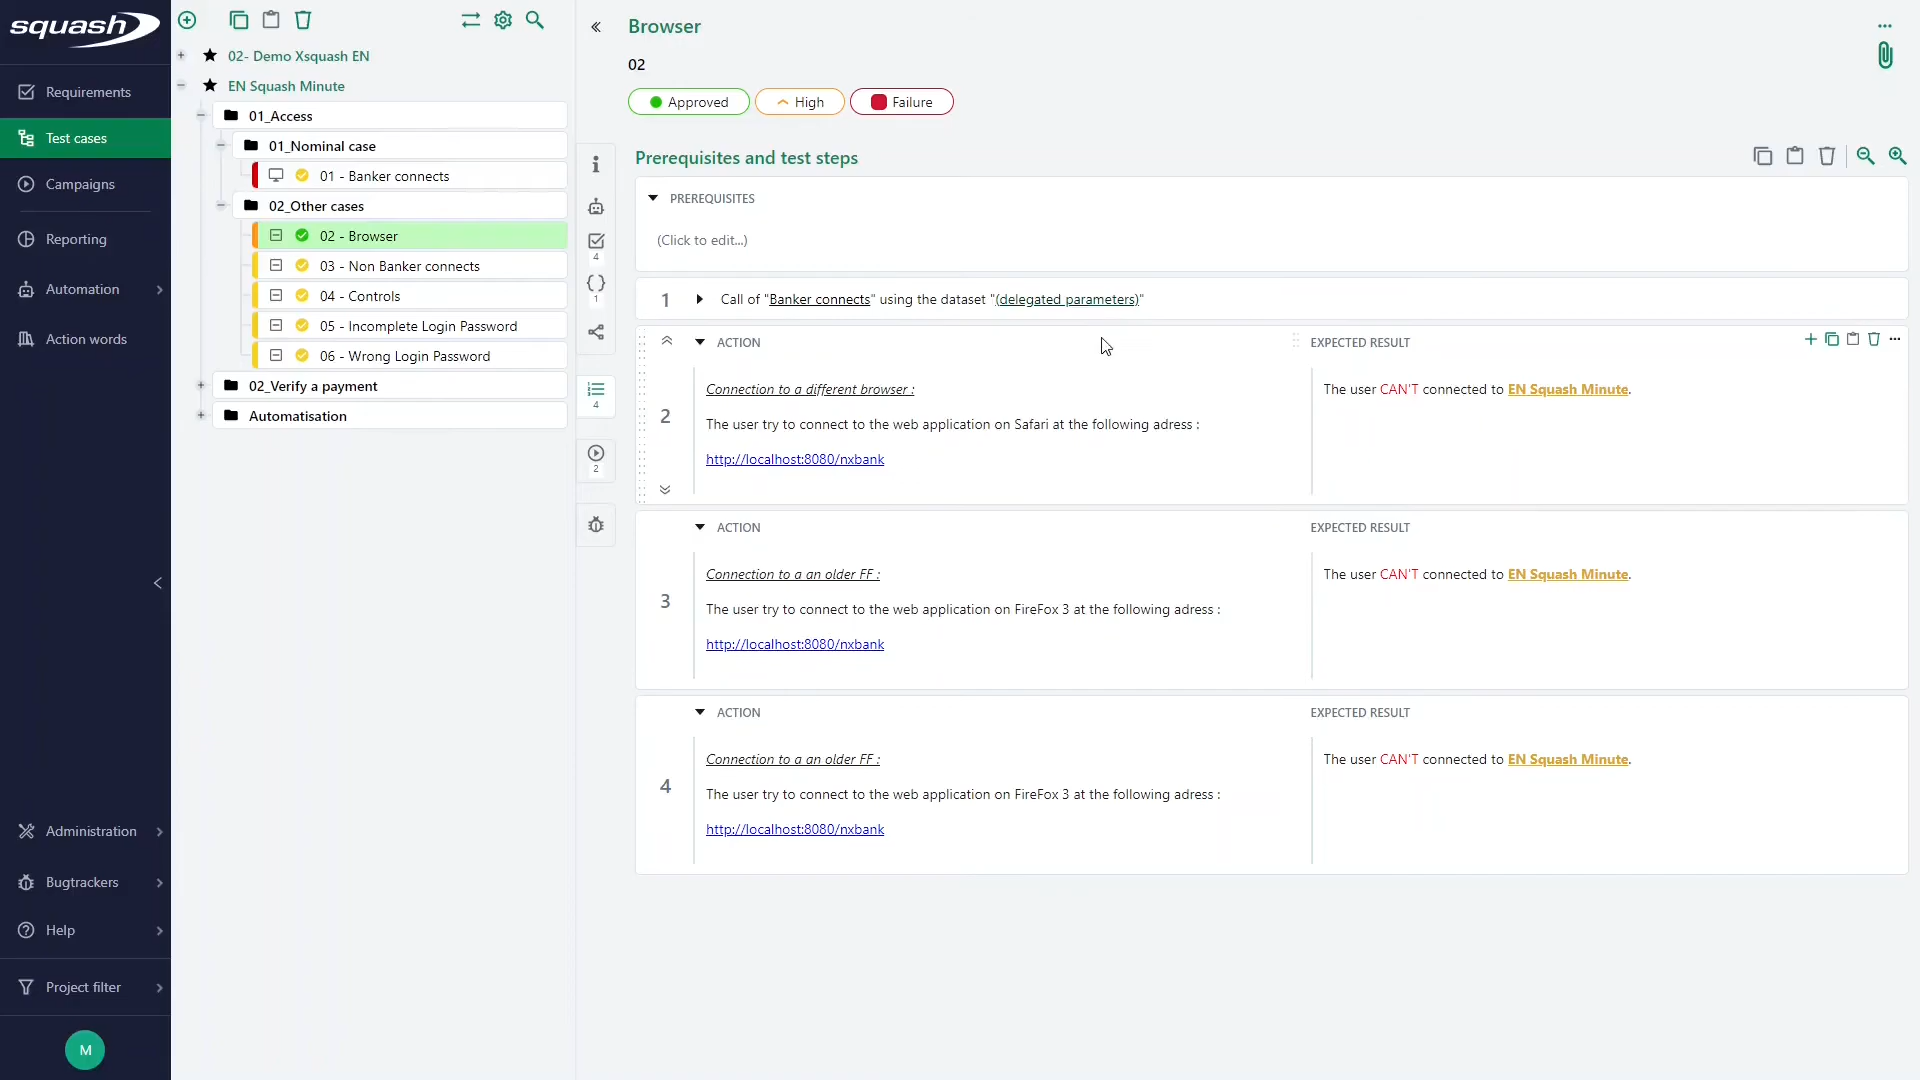 squash
Requirements
Test cases
Campaigns
Reporting
Automation
Action words
Administration
Bugtrackers
Help
Project filter
M
02- Demo Xsquash EN
EN Squash Minute
01_Access
01_Nominal case
01 - Banker connects
02_Other cases
02 - Browser
03 - Non Banker connects
04 - Controls
05 - Incomplete Login Password
06 - Wrong Login Password
02_Verify a payment
Automatisation
4
1
4
2
Browser
02
Approved
High
Failure
Prerequisites and test steps
PREREQUISITES
(Click to edit...)
1 Call of "Banker connects" using the dataset "(delegated parameters)"
ACTION
EXPECTED RESULT
2
Connection to a different browser :
The user try to connect to the web application on Safari at the following adress :
http://localhost:8080/nxbank
The user CAN'T connected to EN Squash Minute.
ACTION
EXPECTED RESULT
3
Connection to a an older FF :
The user try to connect to the web application on FireFox 3 at the following adress :
http://localhost:8080/nxbank
The user CAN'T connected to EN Squash Minute.
ACTION
EXPECTED RESULT
4
Connection to a an older FF :
The user try to connect to the web application on FireFox 3 at the following adress :
http://localhost:8080/nxbank
The user CAN'T connected to EN Squash Minute.